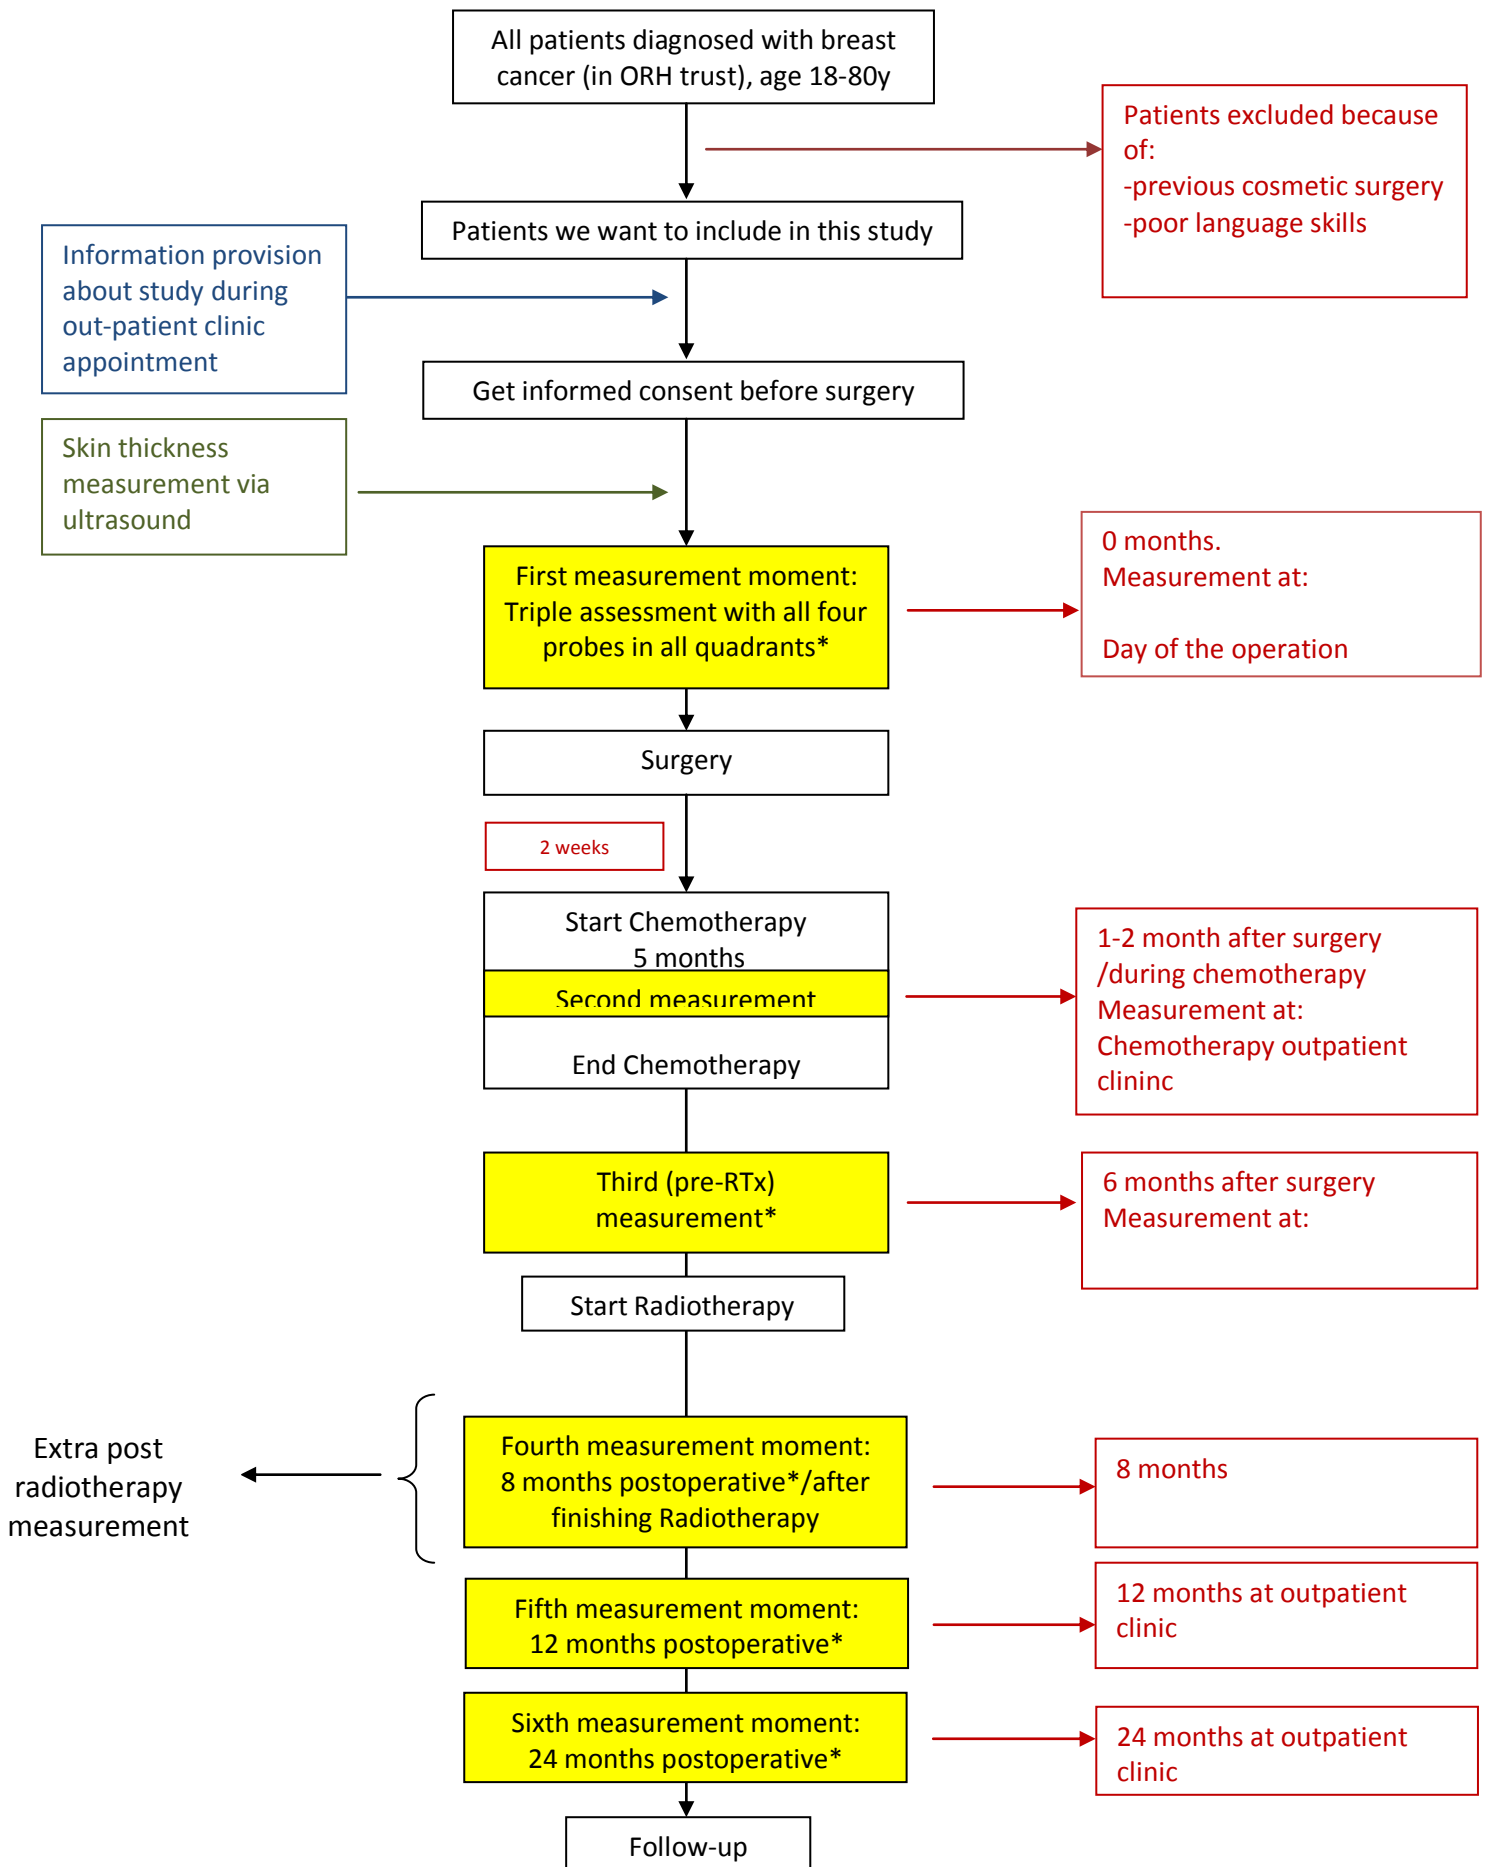 All patients diagnosed with breast
cancer (in ORH trust), age 18-80y
Patients excluded because
of:
-previous cosmetic surgery
-poor language skills
Patients we want to include in this study
Information provision
about study during
out-patient clinic
appointment
Get informed consent before surgery
Skin thickness
measurement via
ultrasound
First measurement moment:
Triple assessment with all four
probes in all quadrants*
0 months.
Measurement at:
Day of the operation
Surgery
2 weeks
Start Chemotherapy
5 months
Second measurement
End Chemotherapy
1-2 month after surgery
/during chemotherapy
Measurement at:
Chemotherapy outpatient
clininc
Third (pre-RTx)
measurement*
6 months after surgery
Measurement at:
Start Radiotherapy
Extra post
radiotherapy
measurement
Fourth measurement moment:
8 months postoperative*/after
finishing Radiotherapy
8 months
Fifth measurement moment:
12 months postoperative*
12 months at outpatient
clinic
Sixth measurement moment:
24 months postoperative*
24 months at outpatient
clinic
Follow-up